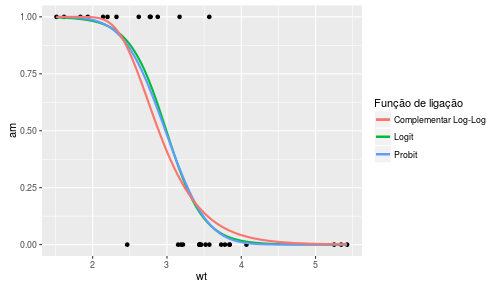 1.00
0.75
0.50
0.25
0.00
am
2
3
4
5
wt
Função de ligação
Complementar Log-Log
Logit
Probit